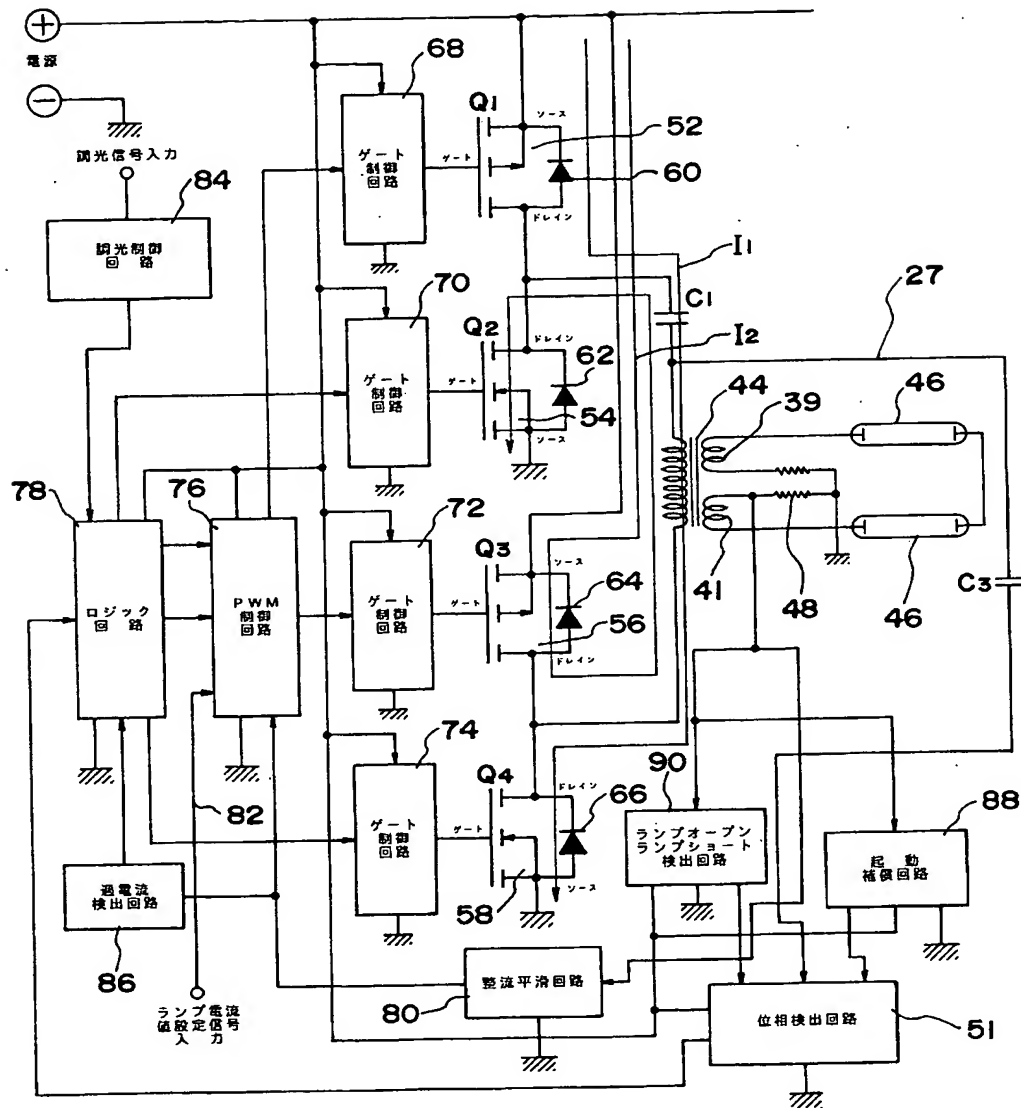 +
電源
−
調光信号入力
84
調光制御
回路
68
ゲート
制御
回路
Q1
ゲート
ソース
52
60
ドレイン
I1
70
ゲート
制御
回路
Q2
ゲート
ドレイン
62
54
ソース
C1
I2
27
44
39
46
41
48
46
C3
78
ロジック
回路
76
PWM
制御
回路
72
ゲート
制御
回路
Q3
ゲート
ソース
64
56
ドレイン
74
ゲート
制御
回路
Q4
ゲート
ドレイン
66
58
ソース
82
過電流
検出回路
86
ランプ電流
値設定信号
入力
80
整流平滑回路
90
ランプオープン
ランプショート
検出回路
88
起動
補償回路
位相検出回路
51